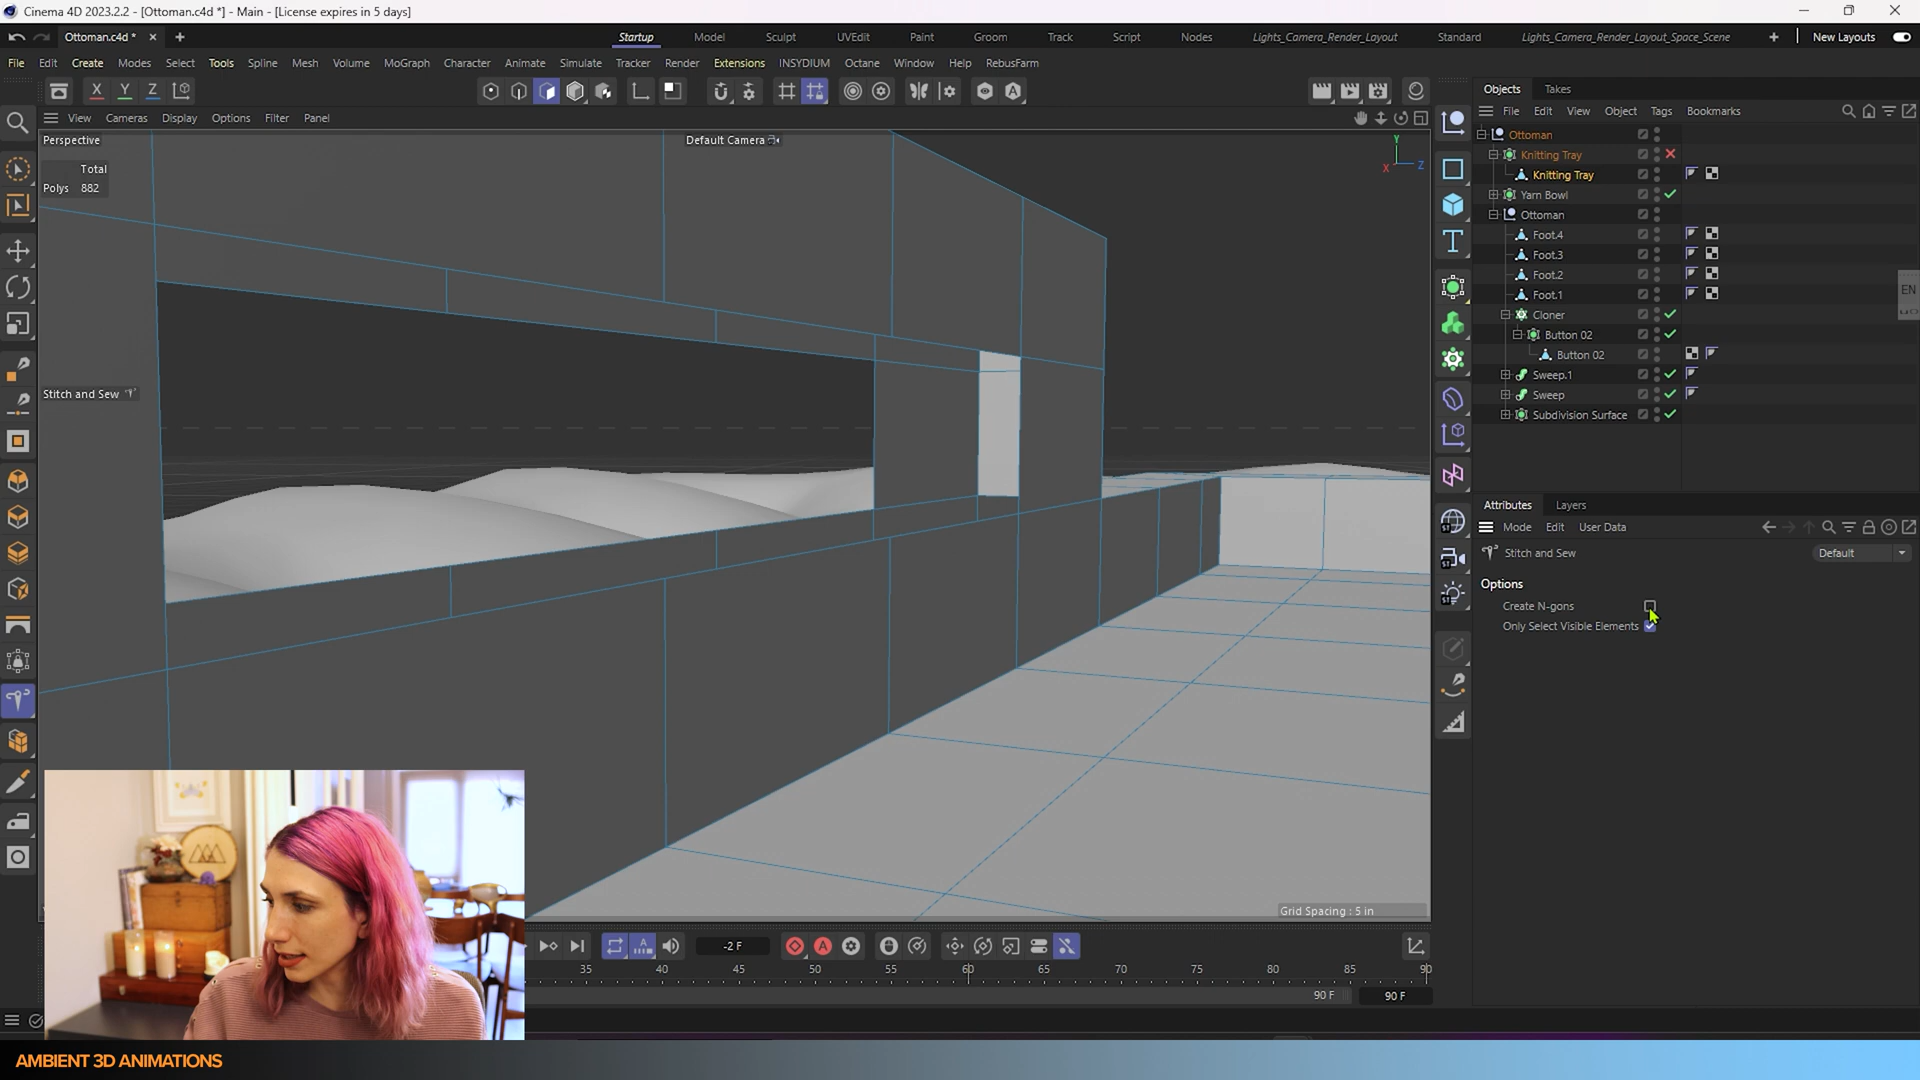 Cinema 4D 2023.2.2 - [Ottoman.c4d *] - Main - [License expires in 5 days]
Ottoman.c4d *
Startup Model Sculpt UVEdit Paint Groom Track Script Nodes Lights_Camera_Render_Layout Standard Lights_Camera_Render_Layout_Space_Scene New Layouts
File Edit Create Modes Select Tools Spline Mesh Volume MoGraph Character Animate Simulate Tracker Render Extensions INSYDIUM Octane Window Help RebusFarm
X Y Z
View Cameras Display Options Filter Panel
Perspective
Default Camera
Y
X Z
Total
Polys 882
Stitch and Sew
Grid Spacing : 5 in
-2 F
35 40 45 50 55 60 65 70 75 80 85 90
90 F 90 F
Objects Takes
File Edit View Object Tags Bookmarks
Ottoman
Knitting Tray
Knitting Tray
Yarn Bowl
Ottoman
Foot.4
Foot.3
Foot.2
Foot.1
Cloner
Button 02
Button 02
Sweep.1
Sweep
Subdivision Surface
EN
Attributes Layers
Mode Edit User Data
Stitch and Sew
Default
Options
Create N-gons
Only Select Visible Elements
AMBIENT 3D ANIMATIONS